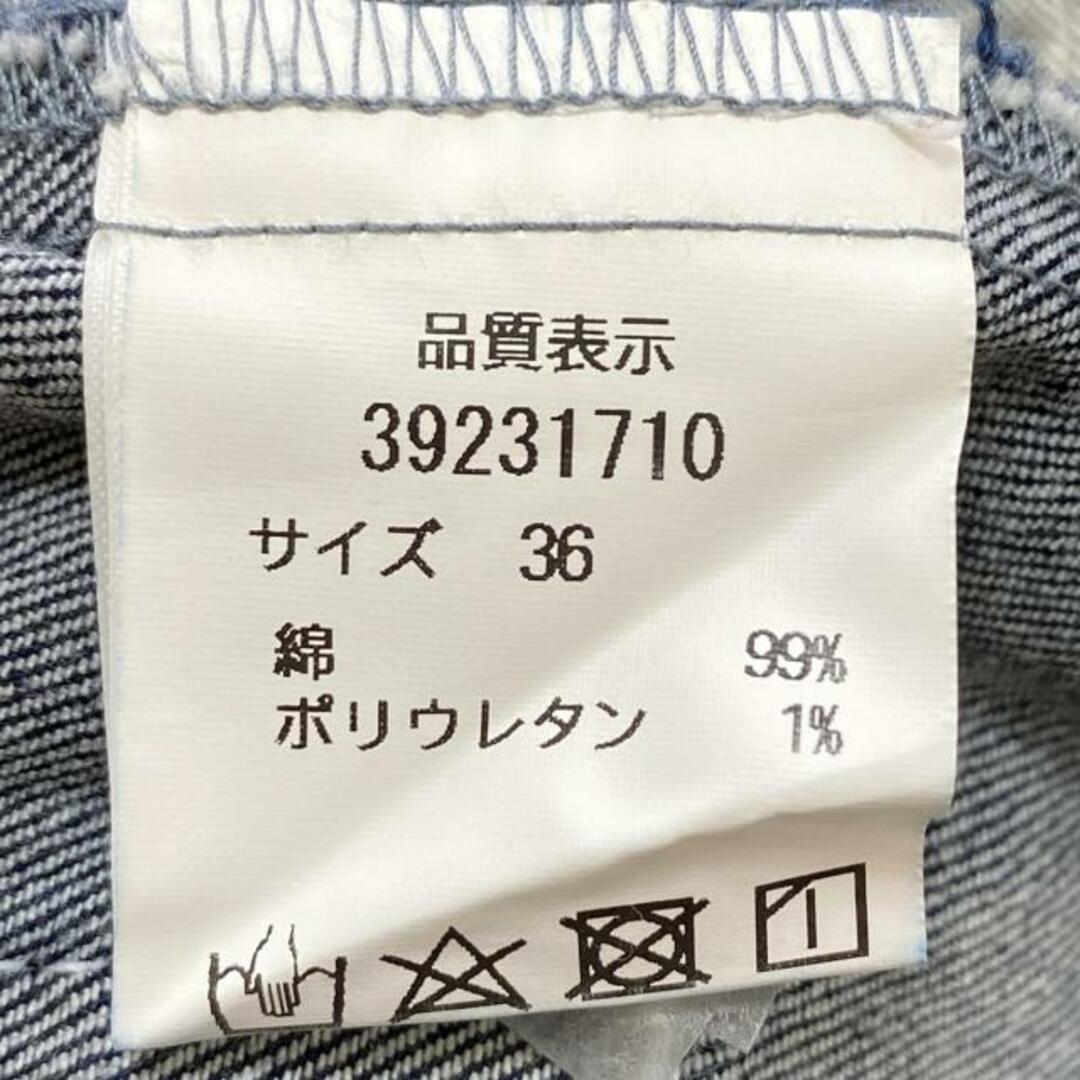 品質表示
39231710
サイズ 36
綿 99%
ポリウレタン 1%